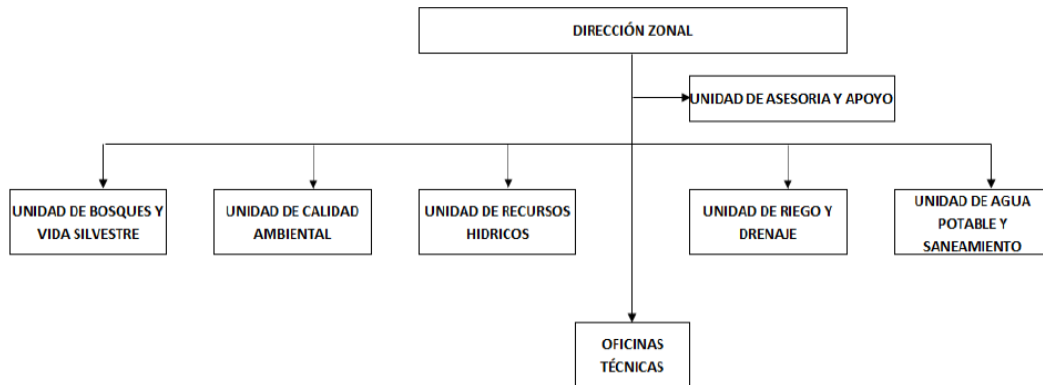 DIRECCIÓN ZONAL
UNIDAD DE ASESORIA Y APOYO
UNIDAD DE BOSQUES Y
VIDA SILVESTRE
UNIDAD DE CALIDAD
AMBIENTAL
UNIDAD DE RECURSOS
HIDRICOS
UNIDAD DE RIEGO Y
DRENAJE
UNIDAD DE AGUA
POTABLE Y
SANEAMIENTO
OFICINAS
TÉCNICAS